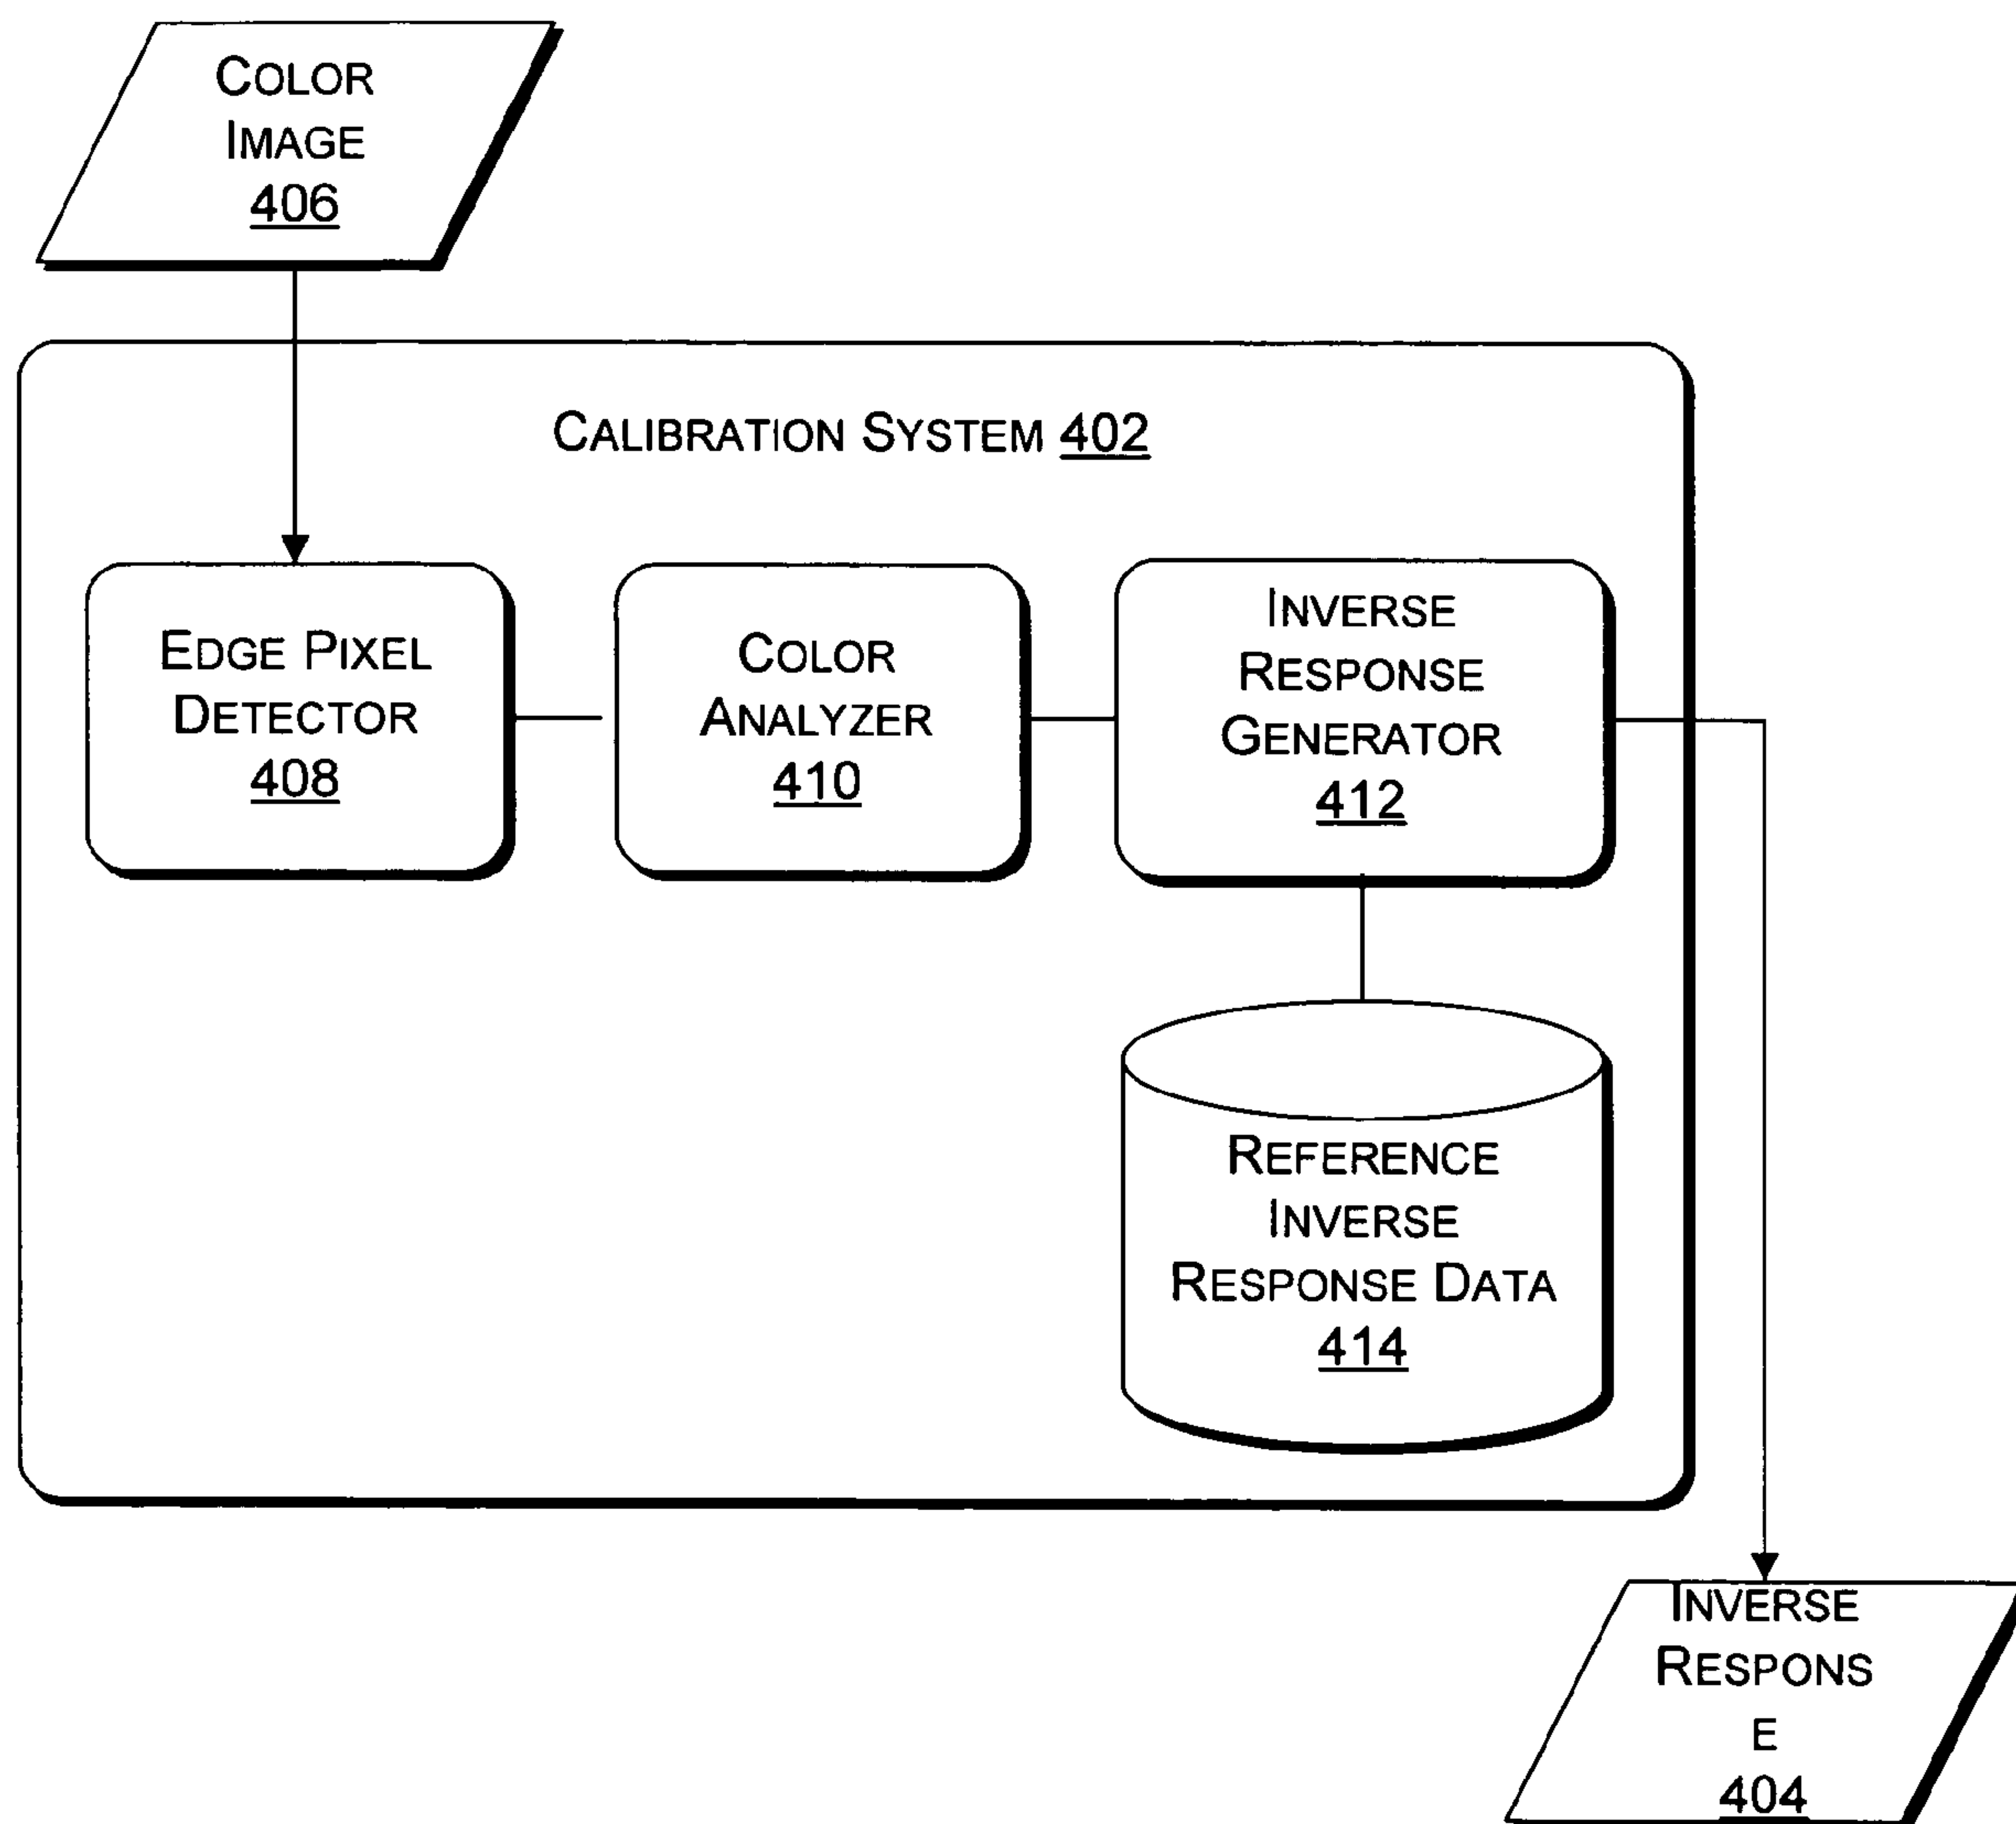 COLOR
IMAGE
406
CALIBRATION SYSTEM 402
EDGE PIXEL
DETECTOR
408
COLOR
ANALYZER
410
INVERSE
RESPONSE
GENERATOR
412
REFERENCE
INVERSE
RESPONSE DATA
414
INVERSE
RESPONS
E
404